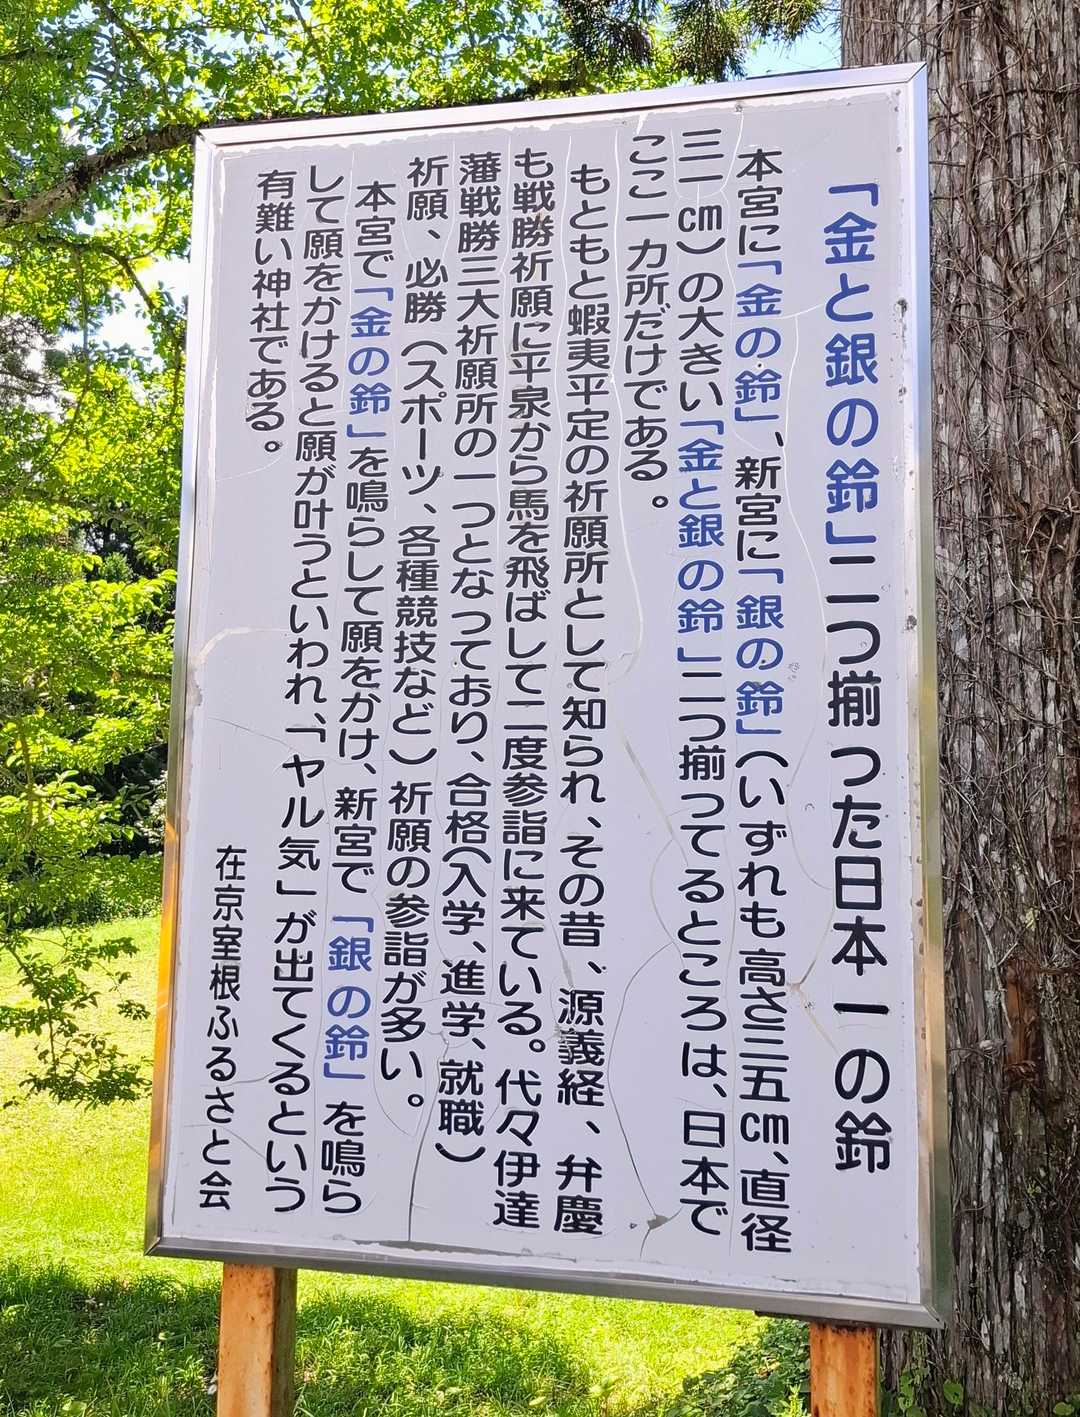 「金と銀の鈴」二つ揃った日本一の鈴
本宮に「金の鈴」、新宮に「銀の鈴」(いずれも高さ三五㎝、直径
三一㎝)の大きい「金と銀の鈴」二つ揃ってるところは、日本で
ここ一カ所だけである。
もともと蝦夷平定の祈願所として知られ、その昔、源義経、弁慶
も戦勝祈願に平泉から馬を飛ばして二度参詣に来ている。代々伊達
藩戦勝三大祈願所の一つとなっており、合格(入学、進学、就職)
祈願、必勝(スポーツ、各種競技など)祈願の参詣が多い。
本宮で「金の鈴」を鳴らして願をかけ、新宮で「銀の鈴」を鳴ら
して願をかけると願が叶うといわれ、「ヤル気」が出てくるという
有難い神社である。
在京室根ふるさと会